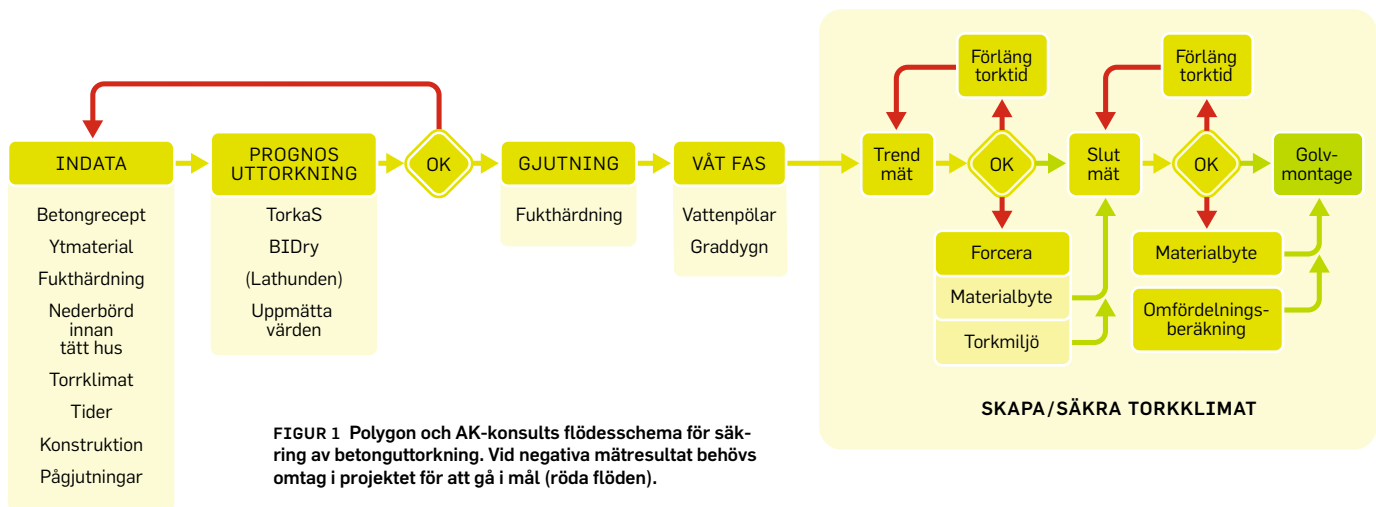 INDATA
Betongrecept
Ytmaterial
Fukthärdning
Nederbörd
innan
tätt hus
Torrklimat
Tider
Konstruktion
Pågjutningar
PROGNOS
UTTORKNING
TorkaS
BIDry
(Lathunden)
Uppmätta
värden
OK
GJUTNING
Fukthärdning
VÅT FAS
Vattenpölar
Graddygn
Trend
mät
Förläng
torktid
OK
Forcera
Materialbyte
Torkmiljö
Slut
mät
Förläng
torktid
OK
Materialbyte
Omfördelnings-
beräkning
Golv-
montage
SKAPA/SÄKRA TORKKLIMAT
FIGUR 1 Polygon och AK-konsults flödesschema för säk-
ring av betonguttorkning. Vid negativa mätresultat behövs
omtag i projektet för att gå i mål (röda flöden).